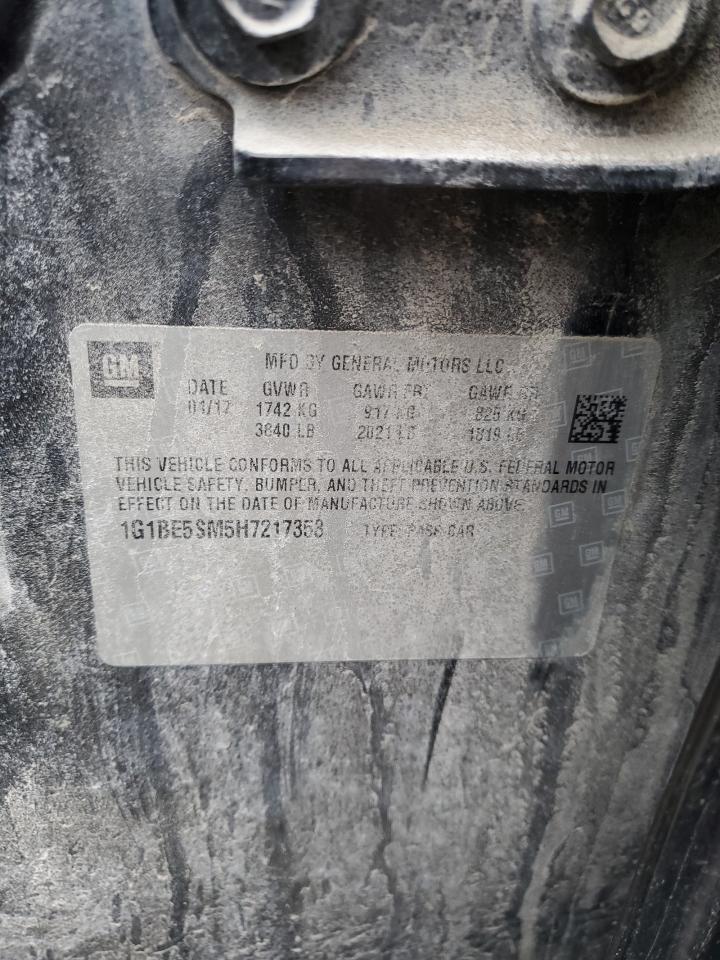 GM
MFD BY GENERAL MOTORS LLC
DATE GVWR GAWR FRT GAWR RR
04/17 1742 KG 917 KG 825 KG
3840 LB 2021 LB 1819 LB
THIS VEHICLE CONFORMS TO ALL APPLICABLE U.S. FEDERAL MOTOR
VEHICLE SAFETY, BUMPER, AND THEFT PREVENTION STANDARDS IN
EFFECT ON THE DATE OF MANUFACTURE SHOWN ABOVE.
1G1BE5SM5H7217353 TYPE: PASS CAR